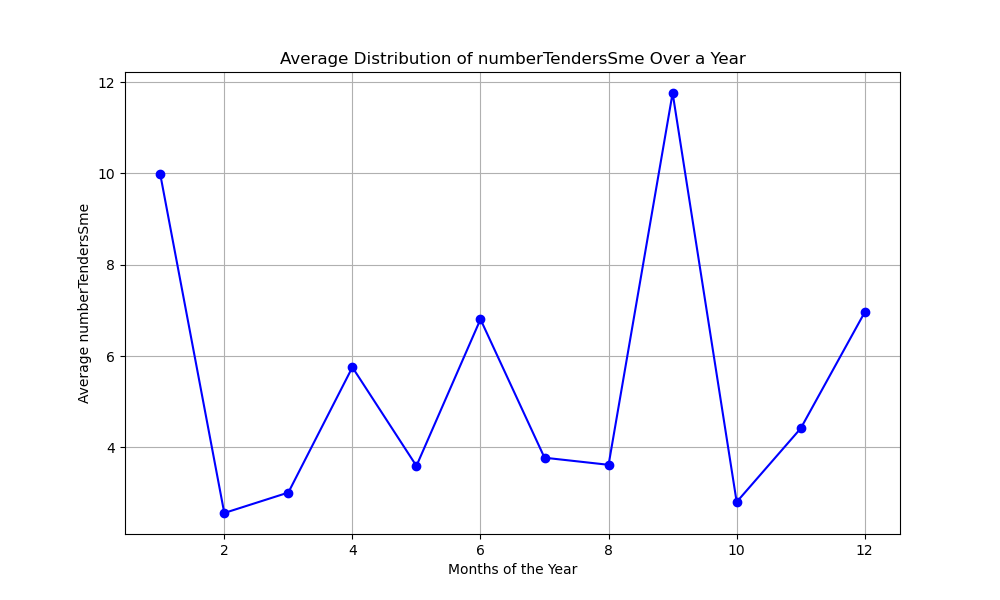 Average Distribution of numberTendersSme Over a Year
12
10
8
6
4
Average numberTendersSme
2 4 6 8 10 12
Months of the Year